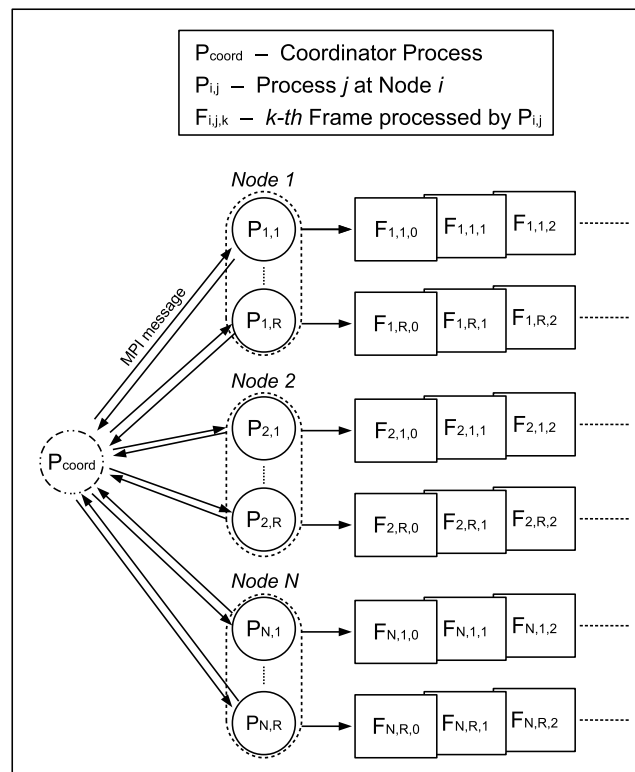 Pcoord – Coordinator Process
Pi,j – Process j at Node i
Fi,j,k – k-th Frame processed by Pi,j
Node 1
P1,1
F1,1,0 F1,1,1 F1,1,2
MPI message
P1,R
F1,R,0 F1,R,1 F1,R,2
Node 2
P2,1
F2,1,0 F2,1,1 F2,1,2
Pcoord
P2,R
F2,R,0 F2,R,1 F2,R,2
Node N
PN,1
FN,1,0 FN,1,1 FN,1,2
PN,R
FN,R,0 FN,R,1 FN,R,2